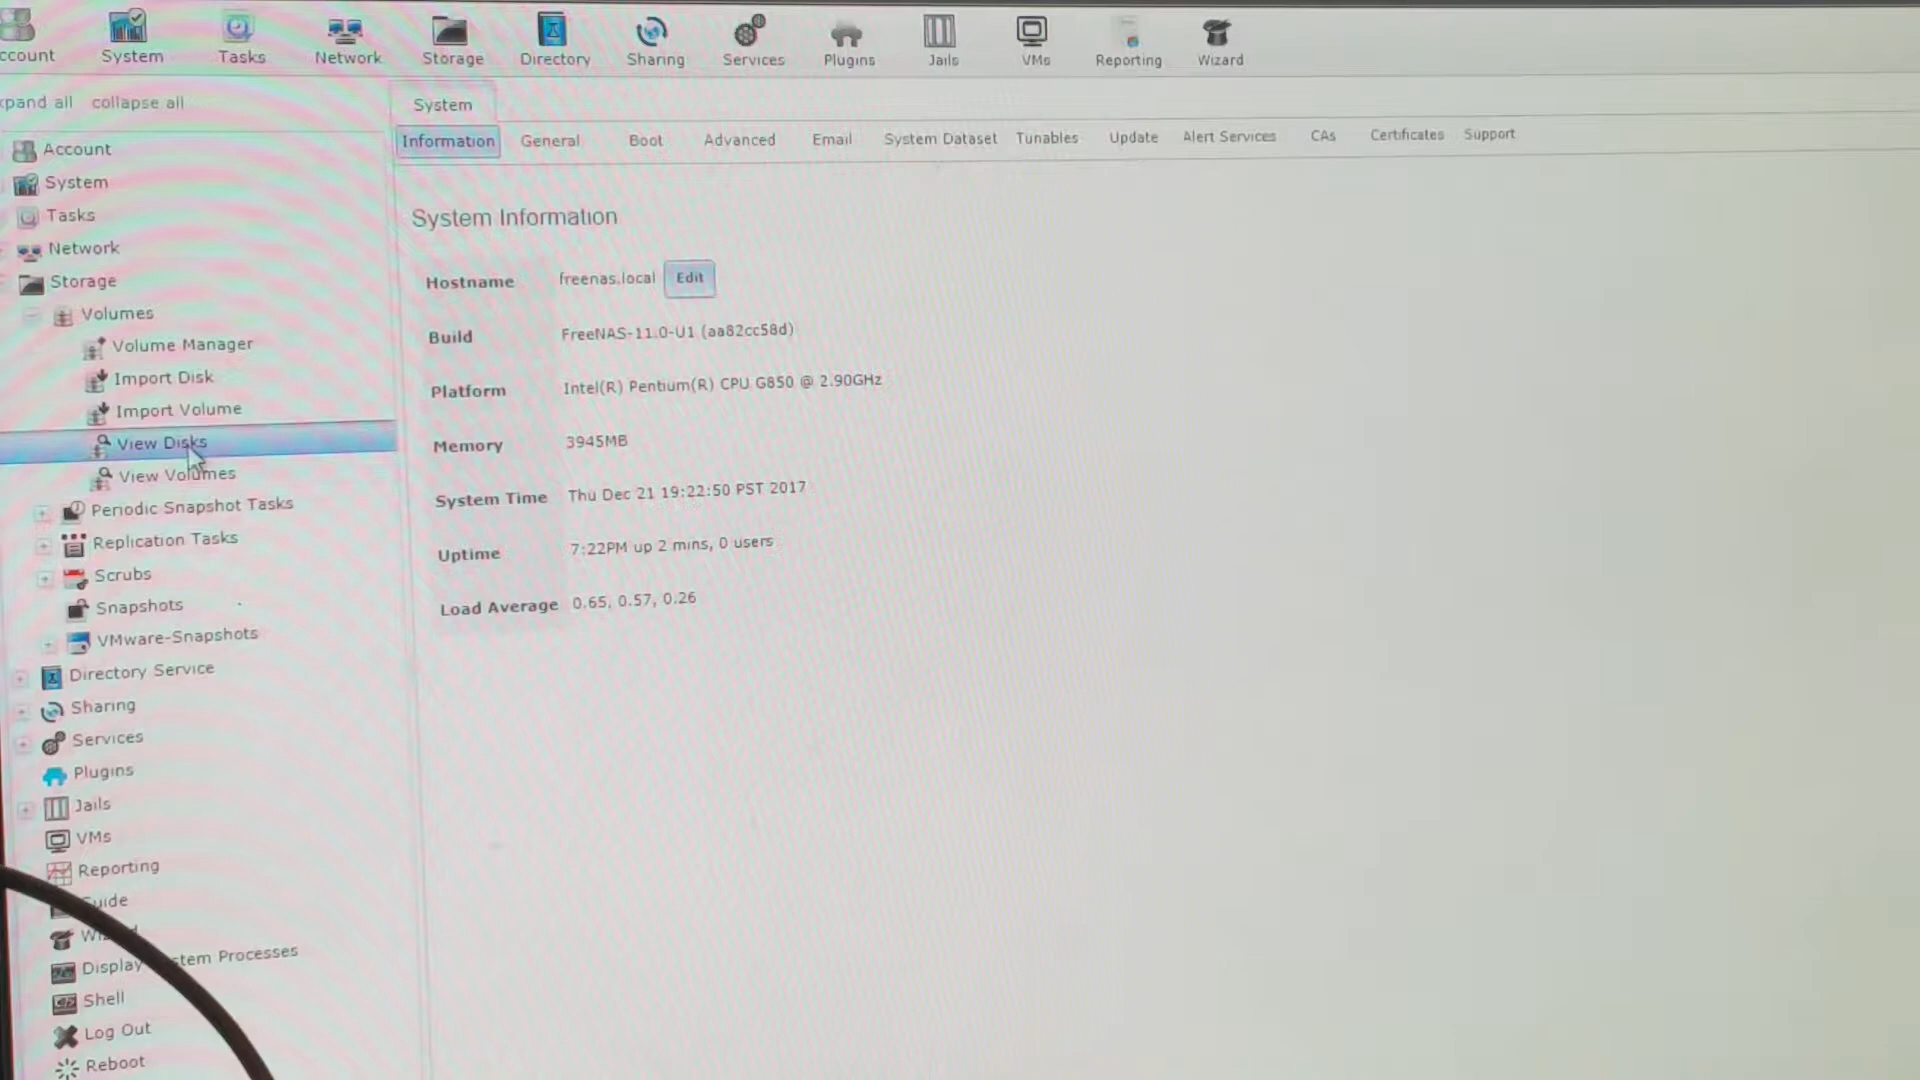 ccount System Tasks Network Storage Directory Sharing Services Plugins Jails VMs Reporting Wizard
xpand all collapse all
Account
System
Tasks
Network
Storage
Volumes
Volume Manager
Import Disk
Import Volume
View Disks
View Volumes
Periodic Snapshot Tasks
Replication Tasks
Scrubs
Snapshots
VMware-Snapshots
Directory Service
Sharing
Services
Plugins
Jails
VMs
Reporting
uide
Display stem Processes
Shell
Log Out
Reboot
System
Information General Boot Advanced Email System Dataset Tunables Update Alert Services CAs Certificates Support
System Information
Hostname freenas.local Edit
Build FreeNAS-11.0-U1 (aa82cc58d)
Platform Intel(R) Pentium(R) CPU G850 @ 2.90GHz
Memory 3945MB
System Time Thu Dec 21 19:22:50 PST 2017
Uptime 7:22PM up 2 mins, 0 users
Load Average 0.65, 0.57, 0.26